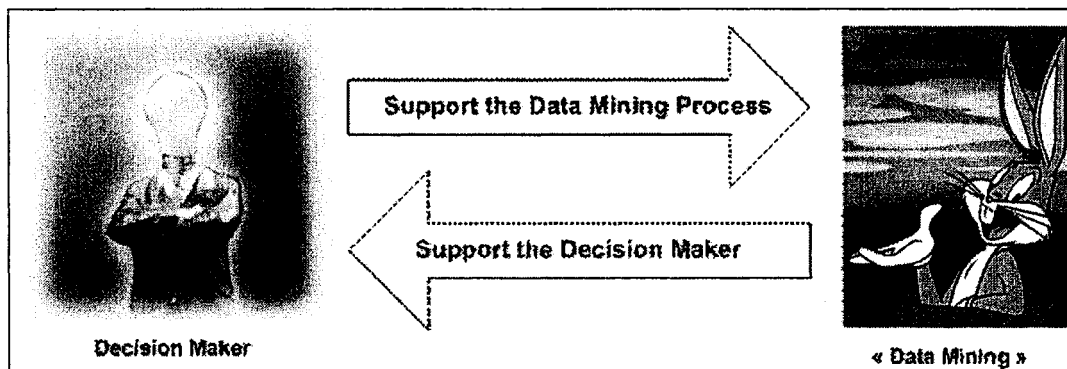 Support the Data Mining Process
Support the Decision Maker
Decision Maker
« Data Mining »